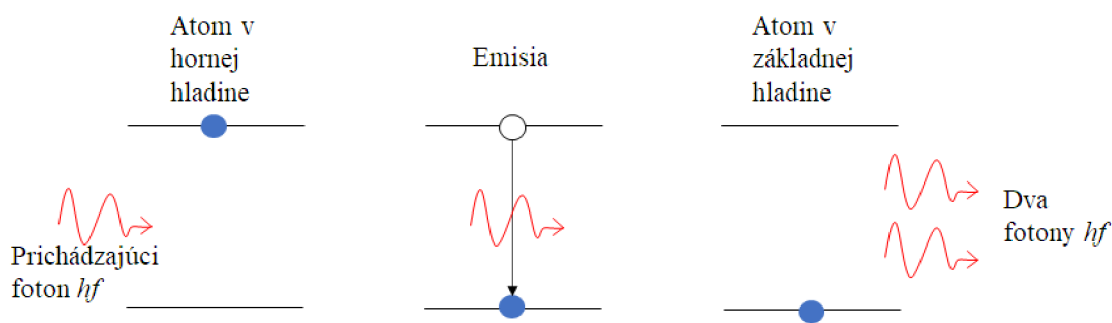 Atom v
hornej
hladine
Emisia
Atom v
základnej
hladine
Prichádzajúci
foton hf
Dva
fotony hf